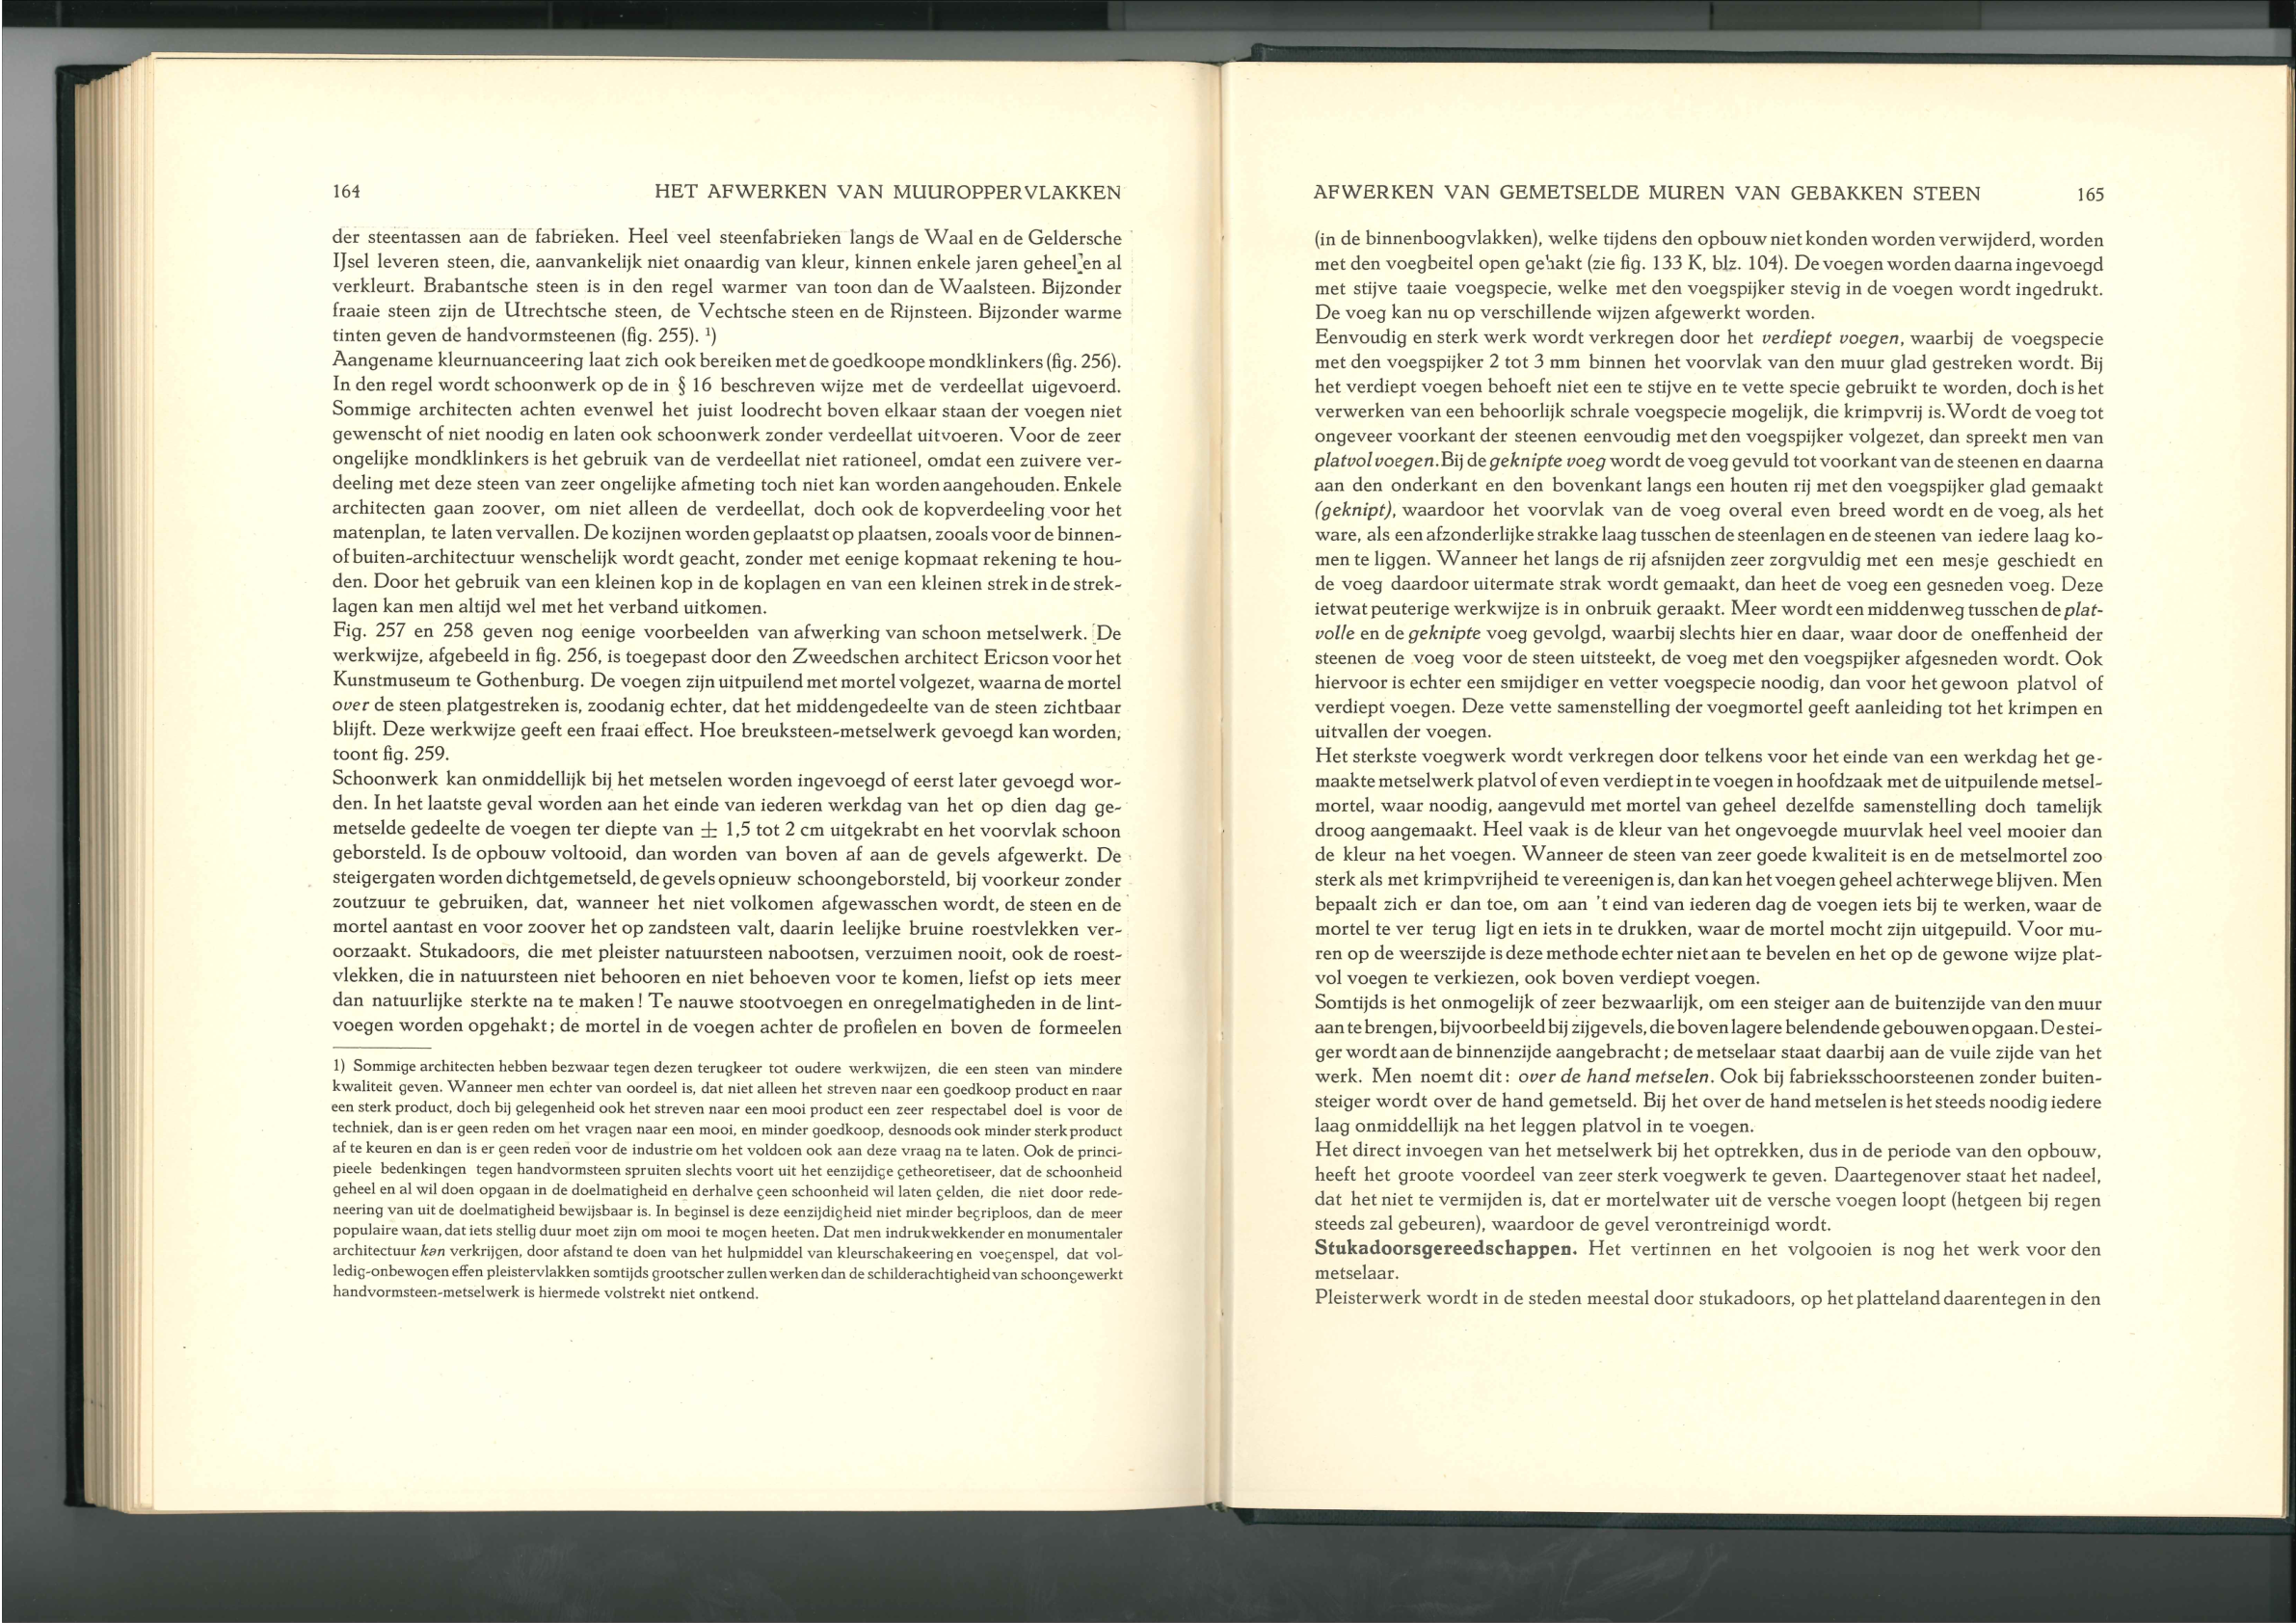 164 HET AFWERKEN VAN MUUROPPERVLAKKEN
der steentassen aan de fabrieken. Heel veel steenfabrieken langs de Waal en de Geldersche
IJsel leveren steen, die, aanvankelijk niet onaardig van kleur, kinnen enkele jaren geheel en al
verkleurt. Brabantsche steen is in den regel warmer van toon dan de Waalsteen. Bijzonder
fraaie steen zijn de Utrechtsche steen, de Vechtsche steen en de Rijnsteen. Bijzonder warme
tinten geven de handvormsteenen (fig. 255). ¹)
Aangename kleurnuanceering laat zich ook bereiken met de goedkoope mondklinkers (fig. 256).
In den regel wordt schoonwerk op de in § 16 beschreven wijze met de verdeellat uigevoerd.
Sommige architecten achten evenwel het juist loodrecht boven elkaar staan der voegen niet
gewenscht of niet noodig en laten ook schoonwerk zonder verdeellat uitvoeren. Voor de zeer
ongelijke mondklinkers is het gebruik van de verdeellat niet rationeel, omdat een zuivere ver-
deeling met deze steen van zeer ongelijke afmeting toch niet kan worden aangehouden. Enkele
architecten gaan zoover, om niet alleen de verdeellat, doch ook de kopverdeeling voor het
matenplan, te laten vervallen. De kozijnen worden geplaatst op plaatsen, zooals voor de binnen-
of buiten-architectuur wenschelijk wordt geacht, zonder met eenige kopmaat rekening te hou-
den. Door het gebruik van een kleinen kop in de koplagen en van een kleinen strek in de strek-
lagen kan men altijd wel met het verband uitkomen.
Fig. 257 en 258 geven nog eenige voorbeelden van afwerking van schoon metselwerk. De
werkwijze, afgebeeld in fig. 256, is toegepast door den Zweedschen architect Ericson voor het
Kunstmuseum te Gothenburg. De voegen zijn uitpuilend met mortel volgezet, waarna de mortel
over de steen platgestreken is, zoodanig echter, dat het middengedeelte van de steen zichtbaar
blijft. Deze werkwijze geeft een fraai effect. Hoe breuksteen-metselwerk gevoegd kan worden,
toont fig. 259.
Schoonwerk kan onmiddellijk bij het metselen worden ingevoegd of eerst later gevoegd wor-
den. In het laatste geval worden aan het einde van iederen werkdag van het op dien dag ge-
metselde gedeelte de voegen ter diepte van ± 1,5 tot 2 cm uitgekrabt en het voorvlak schoon
geborsteld. Is de opbouw voltooid, dan worden van boven af aan de gevels afgewerkt. De
steigergaten worden dichtgemetseld, de gevels opnieuw schoongeborsteld, bij voorkeur zonder
zoutzuur te gebruiken, dat, wanneer het niet volkomen afgewasschen wordt, de steen en de
mortel aantast en voor zoover het op zandsteen valt, daarin leelijke bruine roestvlekken ver-
oorzaakt. Stukadoors, die met pleister natuursteen nabootsen, verzuimen nooit, ook de roest-
vlekken, die in natuursteen niet behooren en niet behoeven voor te komen, liefst op iets meer
dan natuurlijke sterkte na te maken! Te nauwe stootvoegen en onregelmatigheden in de lint-
voegen worden opgehakt; de mortel in de voegen achter de profielen en boven de formeelen
1) Sommige architecten hebben bezwaar tegen dezen terugkeer tot oudere werkwijzen, die een steen van mindere
kwaliteit geven. Wanneer men echter van oordeel is, dat niet alleen het streven naar een goedkoop product en naar
een sterk product, doch bij gelegenheid ook het streven naar een mooi product een zeer respectabel doel is voor de
techniek, dan is er geen reden om het vragen naar een mooi, en minder goedkoop, desnoods ook minder sterk product
af te keuren en dan is er geen reden voor de industrie om het voldoen ook aan deze vraag na te laten. Ook de princi-
pieele bedenkingen tegen handvormsteen spruiten slechts voort uit het eenzijdige getheoretiseer, dat de schoonheid
geheel en al wil doen opgaan in de doelmatigheid en derhalve geen schoonheid wil laten gelden, die niet door rede-
neering van uit de doelmatigheid bewijsbaar is. In beginsel is deze eenzijdigheid niet minder begriploos, dan de meer
populaire waan, dat iets stellig duur moet zijn om mooi te mogen heeten. Dat men indrukwekkender en monumentaler
architectuur kan verkrijgen, door afstand te doen van het hulpmiddel van kleurschakeering en voegenspel, dat vol-
ledig-onbewogen effen pleistervlakken somtijds grootscher zullen werken dan de schilderachtigheid van schoongewerkt
handvormsteen-metselwerk is hiermede volstrekt niet ontkend.
AFWERKEN VAN GEMETSELDE MUREN VAN GEBAKKEN STEEN 165
(in de binnenboogvlakken), welke tijdens den opbouw niet konden worden verwijderd, worden
met den voegbeitel open gehakt (zie fig. 133 K, blz. 104). De voegen worden daarna ingevoegd
met stijve taaie voegspecie, welke met den voegspijker stevig in de voegen wordt ingedrukt.
De voeg kan nu op verschillende wijzen afgewerkt worden.
Eenvoudig en sterk werk wordt verkregen door het verdiept voegen, waarbij de voegspecie
met den voegspijker 2 tot 3 mm binnen het voorvlak van den muur glad gestreken wordt. Bij
het verdiept voegen behoeft niet een te stijve en te vette specie gebruikt te worden, doch is het
verwerken van een behoorlijk schrale voegspecie mogelijk, die krimpvrij is. Wordt de voeg tot
ongeveer voorkant der steenen eenvoudig met den voegspijker volgezet, dan spreekt men van
platvol voegen. Bij de geknipte voeg wordt de voeg gevuld tot voorkant van de steenen en daarna
aan den onderkant en den bovenkant langs een houten rij met den voegspijker glad gemaakt
(geknipt), waardoor het voorvlak van de voeg overal even breed wordt en de voeg, als het
ware, als een afzonderlijke strakke laag tusschen de steenlagen en de steenen van iedere laag ko-
men te liggen. Wanneer het langs de rij afsnijden zeer zorgvuldig met een mesje geschiedt en
de voeg daardoor uitermate strak wordt gemaakt, dan heet de voeg een gesneden voeg. Deze
ietwat peuterige werkwijze is in onbruik geraakt. Meer wordt een middenweg tusschen de plat-
volle en de geknipte voeg gevolgd, waarbij slechts hier en daar, waar door de oneffenheid der
steenen de voeg voor de steen uitsteekt, de voeg met den voegspijker afgesneden wordt. Ook
hiervoor is echter een smijdiger en vetter voegspecie noodig, dan voor het gewoon platvol of
verdiept voegen. Deze vette samenstelling der voegmortel geeft aanleiding tot het krimpen en
uitvallen der voegen.
Het sterkste voegwerk wordt verkregen door telkens voor het einde van een werkdag het ge-
maakte metselwerk platvol of even verdiept in te voegen in hoofdzaak met de uitpuilende metsel-
mortel, waar noodig, aangevuld met mortel van geheel dezelfde samenstelling doch tamelijk
droog aangemaakt. Heel vaak is de kleur van het ongevoegde muurvlak heel veel mooier dan
de kleur na het voegen. Wanneer de steen van zeer goede kwaliteit is en de metselmortel zoo
sterk als met krimpvrijheid te vereenigen is, dan kan het voegen geheel achterwege blijven. Men
bepaalt zich er dan toe, om aan 't eind van iederen dag de voegen iets bij te werken, waar de
mortel te ver terug ligt en iets in te drukken, waar de mortel mocht zijn uitgepuild. Voor mu-
ren op de weerszijde is deze methode echter niet aan te bevelen en het op de gewone wijze plat-
vol voegen te verkiezen, ook boven verdiept voegen.
Somtijds is het onmogelijk of zeer bezwaarlijk, om een steiger aan de buitenzijde van den muur
aan te brengen, bijvoorbeeld bij zijgevels, die boven lagere belendende gebouwen opgaan. De stei-
ger wordt aan de binnenzijde aangebracht; de metselaar staat daarbij aan de vuile zijde van het
werk. Men noemt dit: over de hand metselen. Ook bij fabrieksschoorsteenen zonder buiten-
steiger wordt over de hand gemetseld. Bij het over de hand metselen is het steeds noodig iedere
laag onmiddellijk na het leggen platvol in te voegen.
Het direct invoegen van het metselwerk bij het optrekken, dus in de periode van den opbouw,
heeft het groote voordeel van zeer sterk voegwerk te geven. Daartegenover staat het nadeel,
dat het niet te vermijden is, dat er mortelwater uit de versche voegen loopt (hetgeen bij regen
steeds zal gebeuren), waardoor de gevel verontreinigd wordt.
Stukadoorsgereedschappen. Het vertinnen en het volgooien is nog het werk voor den
metselaar.
Pleisterwerk wordt in de steden meestal door stukadoors, op het platteland daarentegen in den